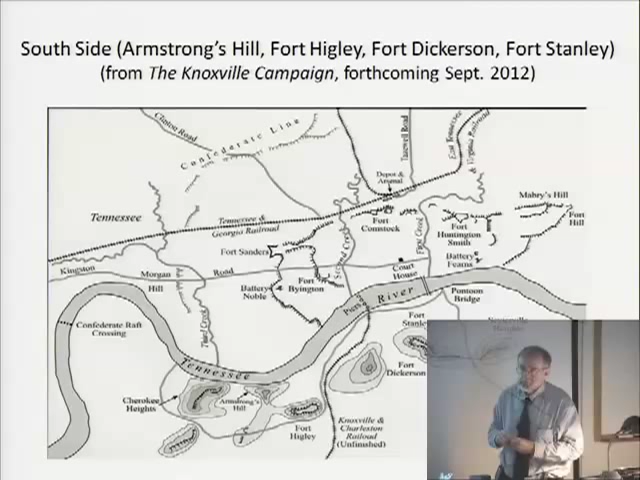 South Side (Armstrong's Hill, Fort Higley, Fort Dickerson, Fort Stanley)
(from The Knoxville Campaign, forthcoming Sept. 2012)
Clinton Road
Confederate Line
Tazewell Road
East Tennessee
& Virginia Railroad
Depot &
Arsenal
Mabry's Hill
Tennessee
Tennessee &
Georgia Railroad
Fort
Comstock
First Creek
Fort
Huntington
Smith
Fort
Hill
Fort Sanders
Second Creek
Battery
Fearns
Kingston
Morgan
Road
Hill
Court
House
Battery
Noble
Fort
Byington
River
Pontoon
Bridge
Confederate Raft
Crossing
Third Creek
Fort
Tennessee
Fort
Dickerson
Cherokee
Heights
Armstrong's
Hill
Fort
Higley
Knoxville &
Charleston
Railroad
(Unfinished)